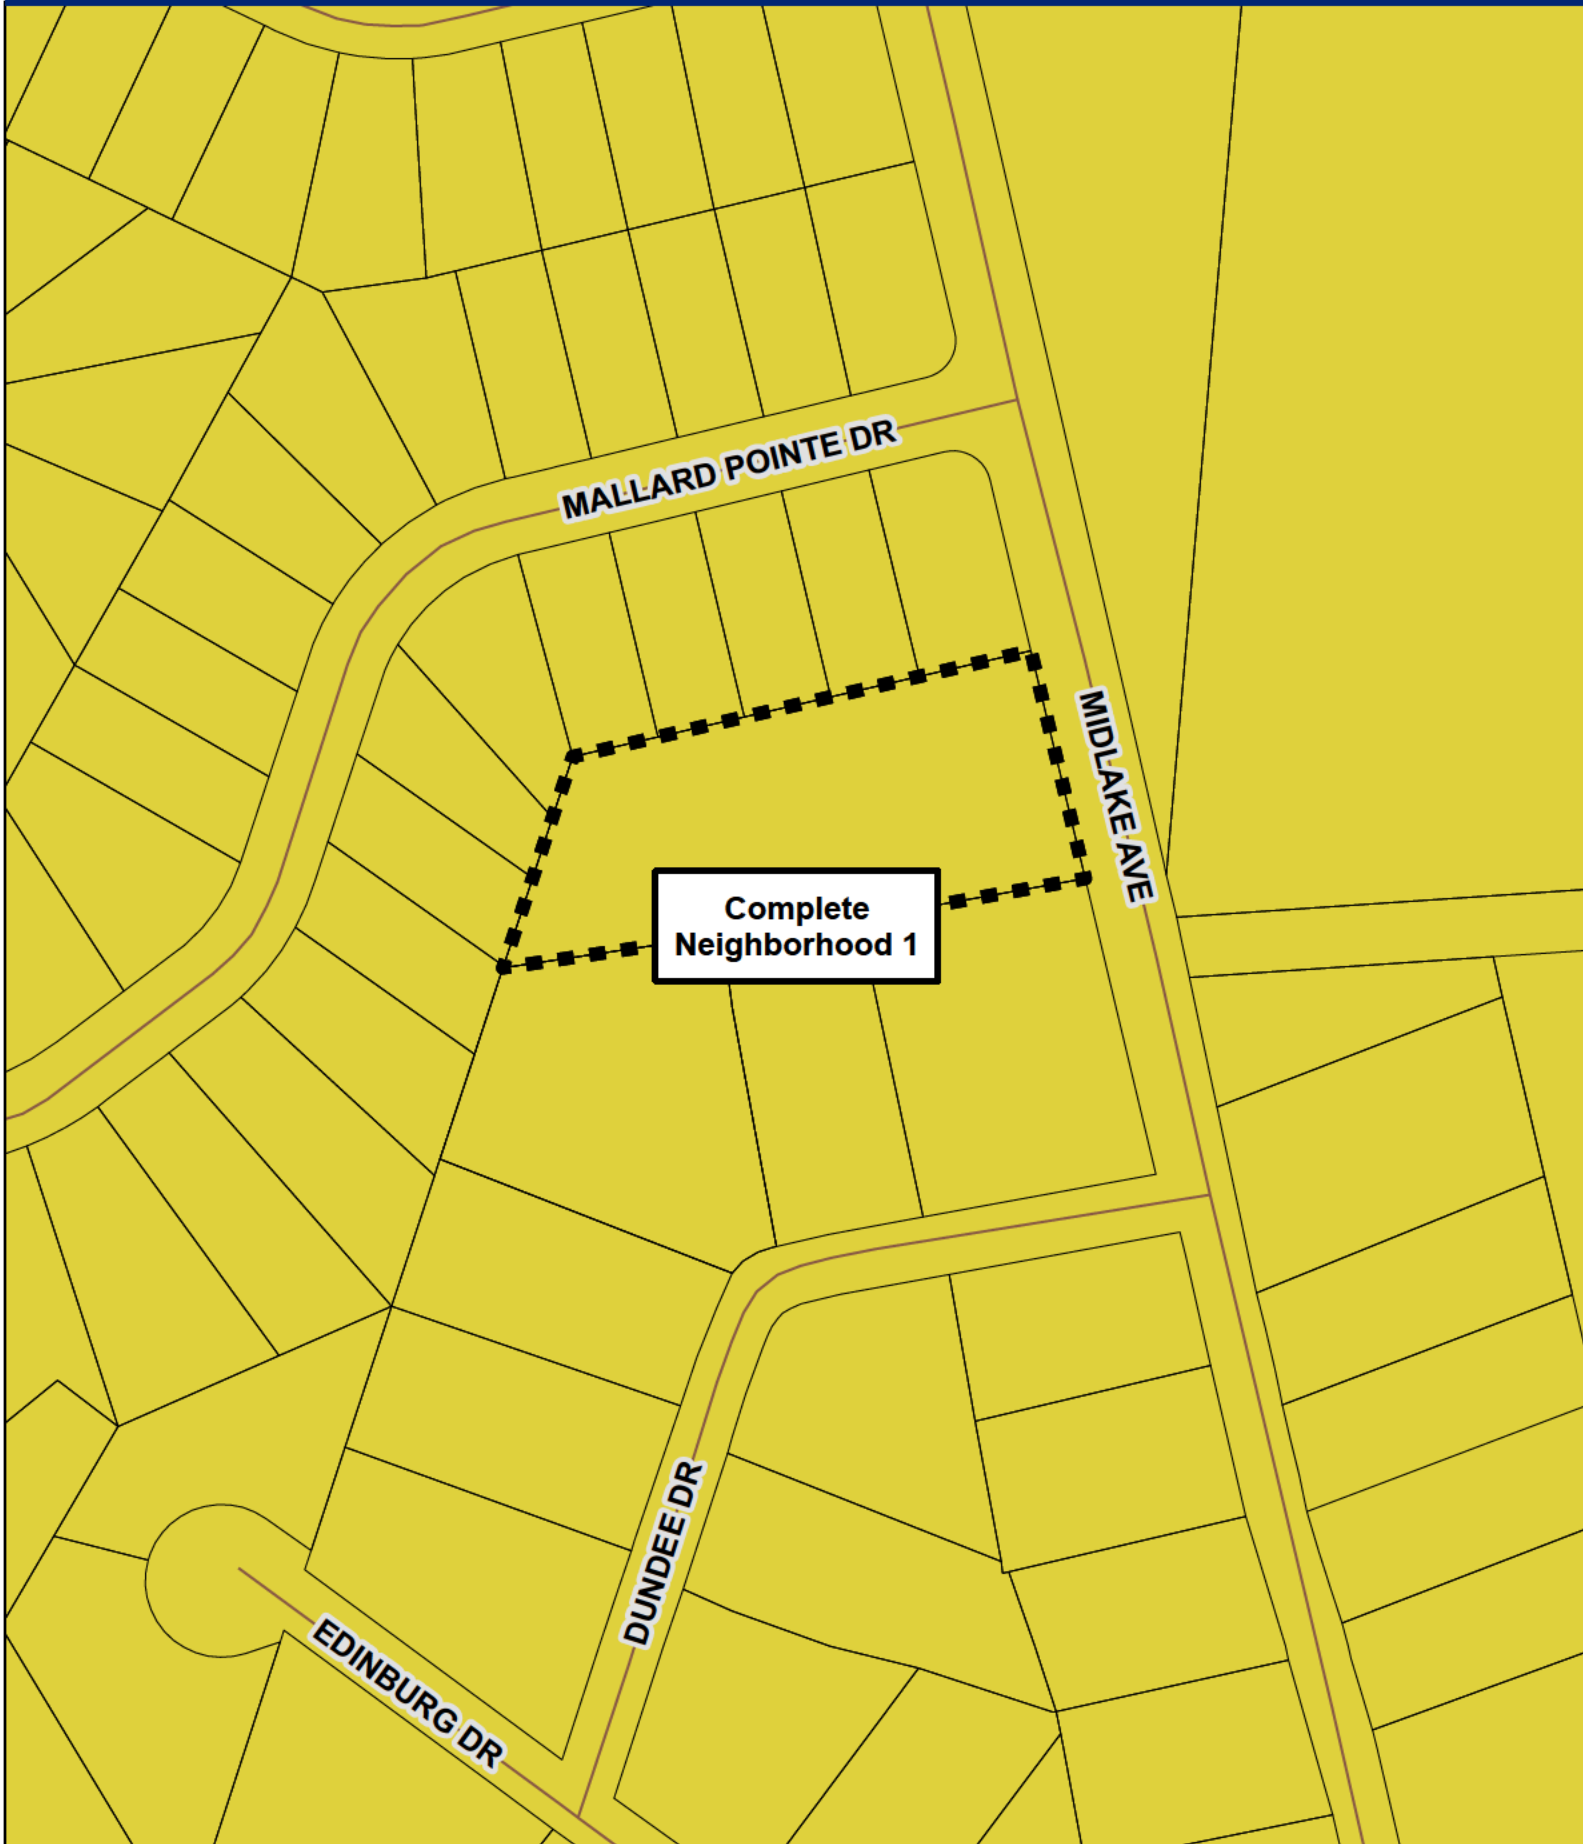 MALLARD POINTE DR
MIDLAKE AVE
Complete
Neighborhood 1
DUNDEE DR
EDINBURG DR